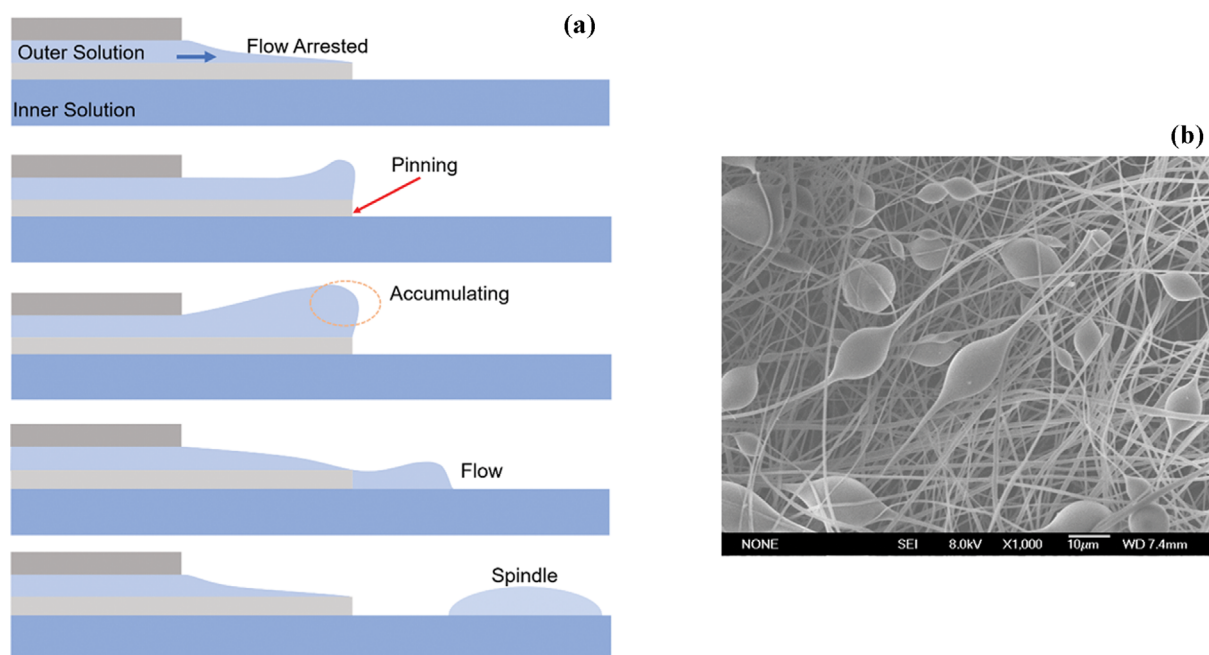 (a)
Outer Solution
Flow Arrested
Inner Solution
Pinning
Accumulating
Flow
Spindle
(b)
NONE SEI 8.0kV X1,000 10μm WD 7.4mm